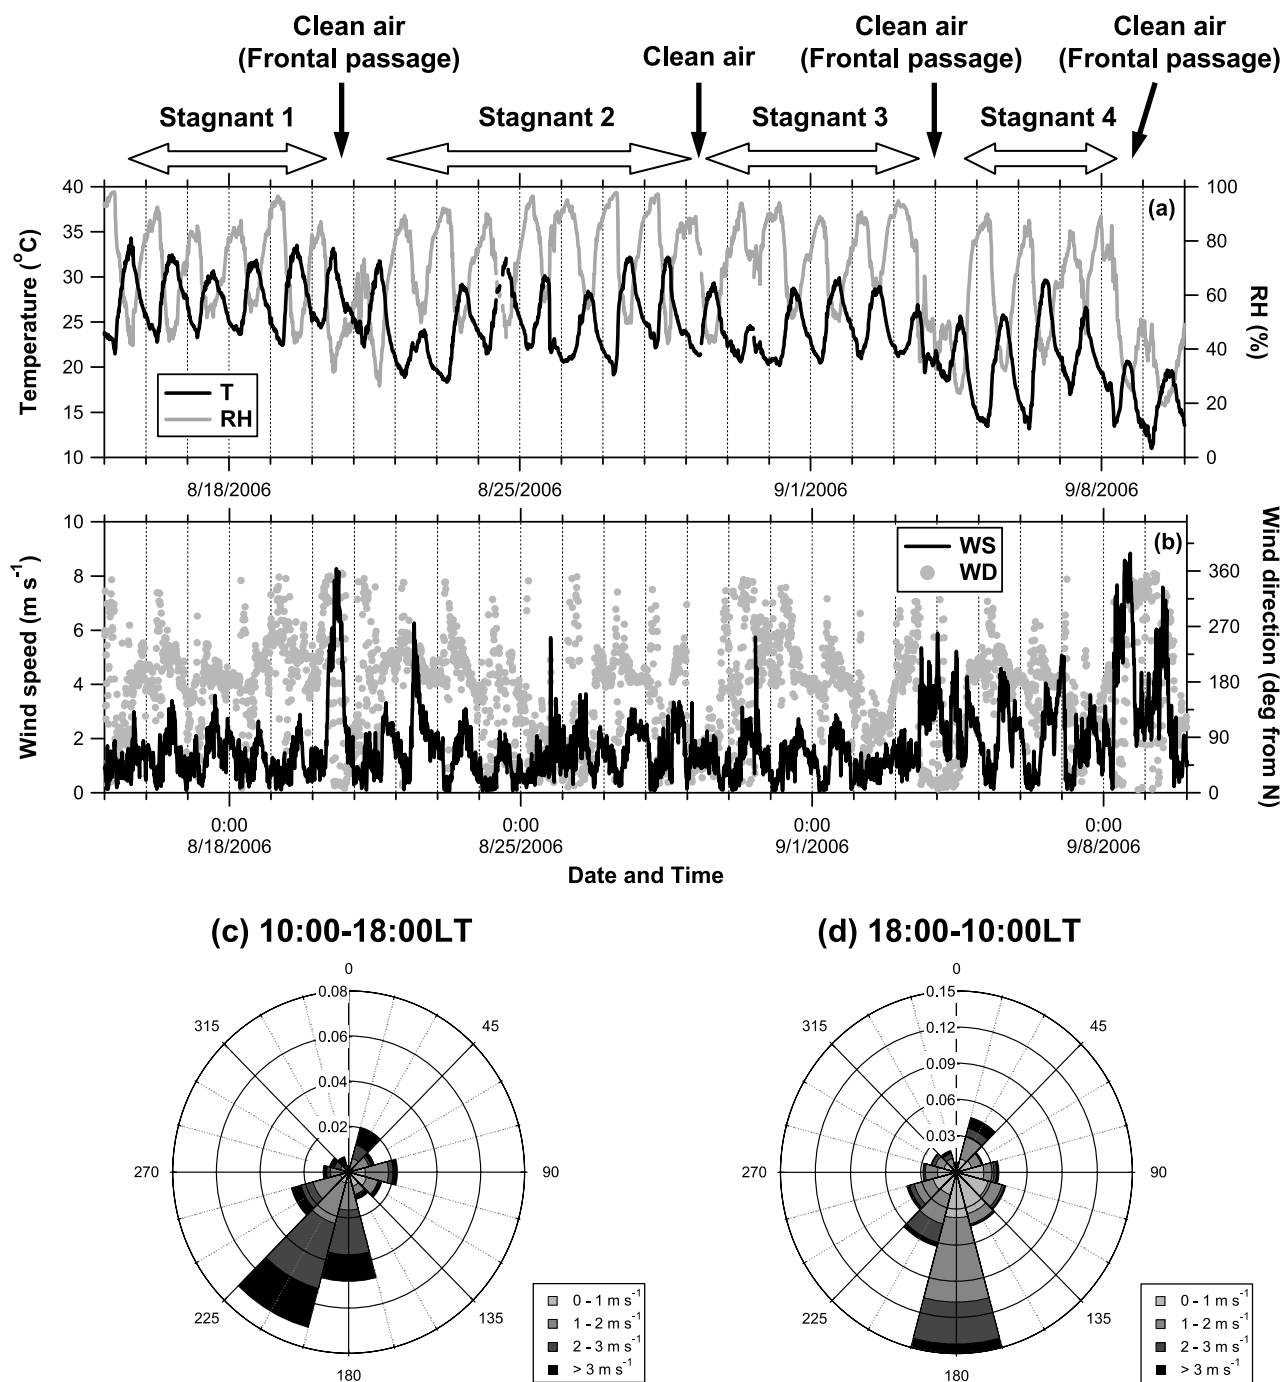 Clean air
(Frontal passage)
Clean air
Clean air
(Frontal passage)
Clean air
(Frontal passage)
Stagnant 1
Stagnant 2
Stagnant 3
Stagnant 4
40
35
30
25
20
15
10
Temperature (°C)
100
80
60
40
20
0
RH (%)
(a)
T
RH
8/18/2006
8/25/2006
9/1/2006
9/8/2006
10
8
6
4
2
0
Wind speed (m s-1)
360
270
180
90
0
Wind direction (deg from N)
WS
WD
(b)
0:00
8/18/2006
0:00
8/25/2006
0:00
9/1/2006
0:00
9/8/2006
Date and Time
(c) 10:00-18:00LT
0
45
90
135
180
225
270
315
0.08
0.06
0.04
0.02
0 - 1 m s-1
1 - 2 m s-1
2 - 3 m s-1
> 3 m s-1
(d) 18:00-10:00LT
0
45
90
135
180
225
270
315
0.15
0.12
0.09
0.06
0.03
0 - 1 m s-1
1 - 2 m s-1
2 - 3 m s-1
> 3 m s-1